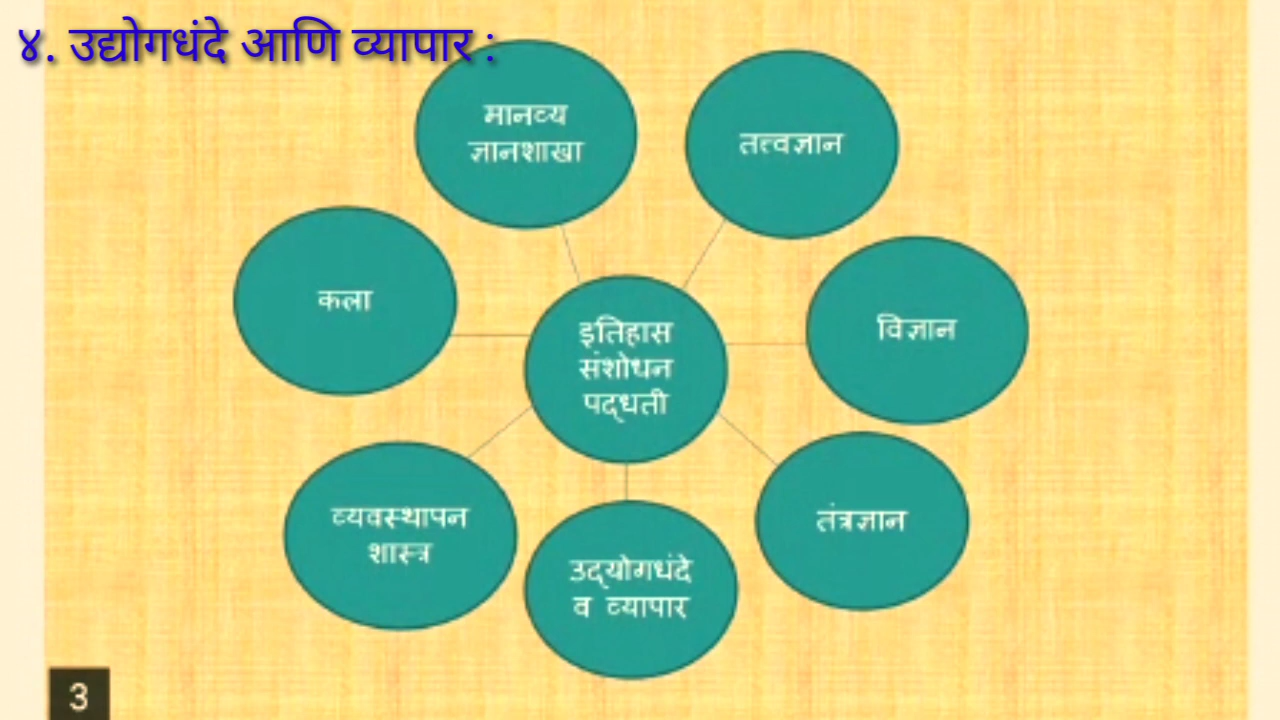 ४. उद्योगधंदे आणि व्यापार :
मानव्य
ज्ञानशाखा
तत्त्वज्ञान
कला
विज्ञान
इतिहास
संशोधन
पद्धती
व्यवस्थापन
शास्त्र
तंत्रज्ञान
उद्योगधंदे
व व्यापार
3